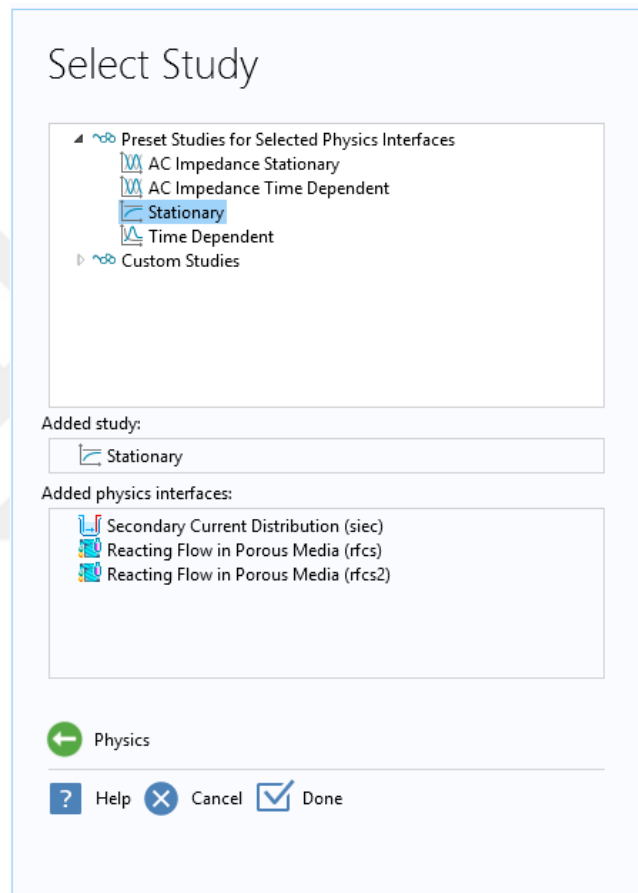 Select Study
Preset Studies for Selected Physics Interfaces
AC Impedance Stationary
AC Impedance Time Dependent
Stationary
Time Dependent
Custom Studies
Added study:
Stationary
Added physics interfaces:
Secondary Current Distribution (siec)
Reacting Flow in Porous Media (rfcs)
Reacting Flow in Porous Media (rfcs2)
Physics
? Help Cancel Done